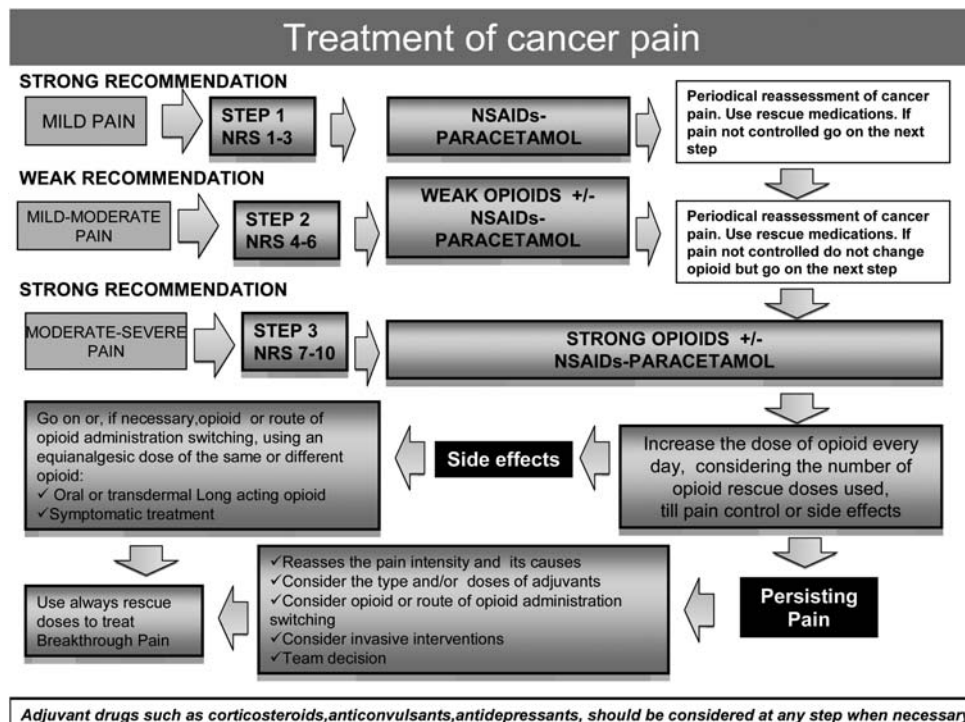 Treatment of cancer pain
STRONG RECOMMENDATION
MILD PAIN
STEP 1
NRS 1-3
NSAIDs-
PARACETAMOL
Periodical reassessment of cancer
pain. Use rescue medications. If
pain not controlled go on the next
step
WEAK RECOMMENDATION
MILD-MODERATE
PAIN
STEP 2
NRS 4-6
WEAK OPIOIDS +/-
NSAIDs-
PARACETAMOL
Periodical reassessment of cancer
pain. Use rescue medications. If
pain not controlled do not change
opioid but go on the next step
STRONG RECOMMENDATION
MODERATE-SEVERE
PAIN
STEP 3
NRS 7-10
STRONG OPIOIDS +/-
NSAIDs-PARACETAMOL
Increase the dose of opioid every
day, considering the number of
opioid rescue doses used,
till pain control or side effects
Side effects
Go on or, if necessary,opioid or route of
opioid administration switching, using an
equianalgesic dose of the same or different
opioid:
✓ Oral or transdermal Long acting opioid
✓Symptomatic treatment
Persisting
Pain
✓Reasses the pain intensity and its causes
✓Consider the type and/or doses of adjuvants
✓Consider opioid or route of opioid administration
switching
✓Consider invasive interventions
✓Team decision
Use always rescue
doses to treat
Breakthrough Pain
Adjuvant drugs such as corticosteroids,anticonvulsants,antidepressants, should be considered at any step when necessar